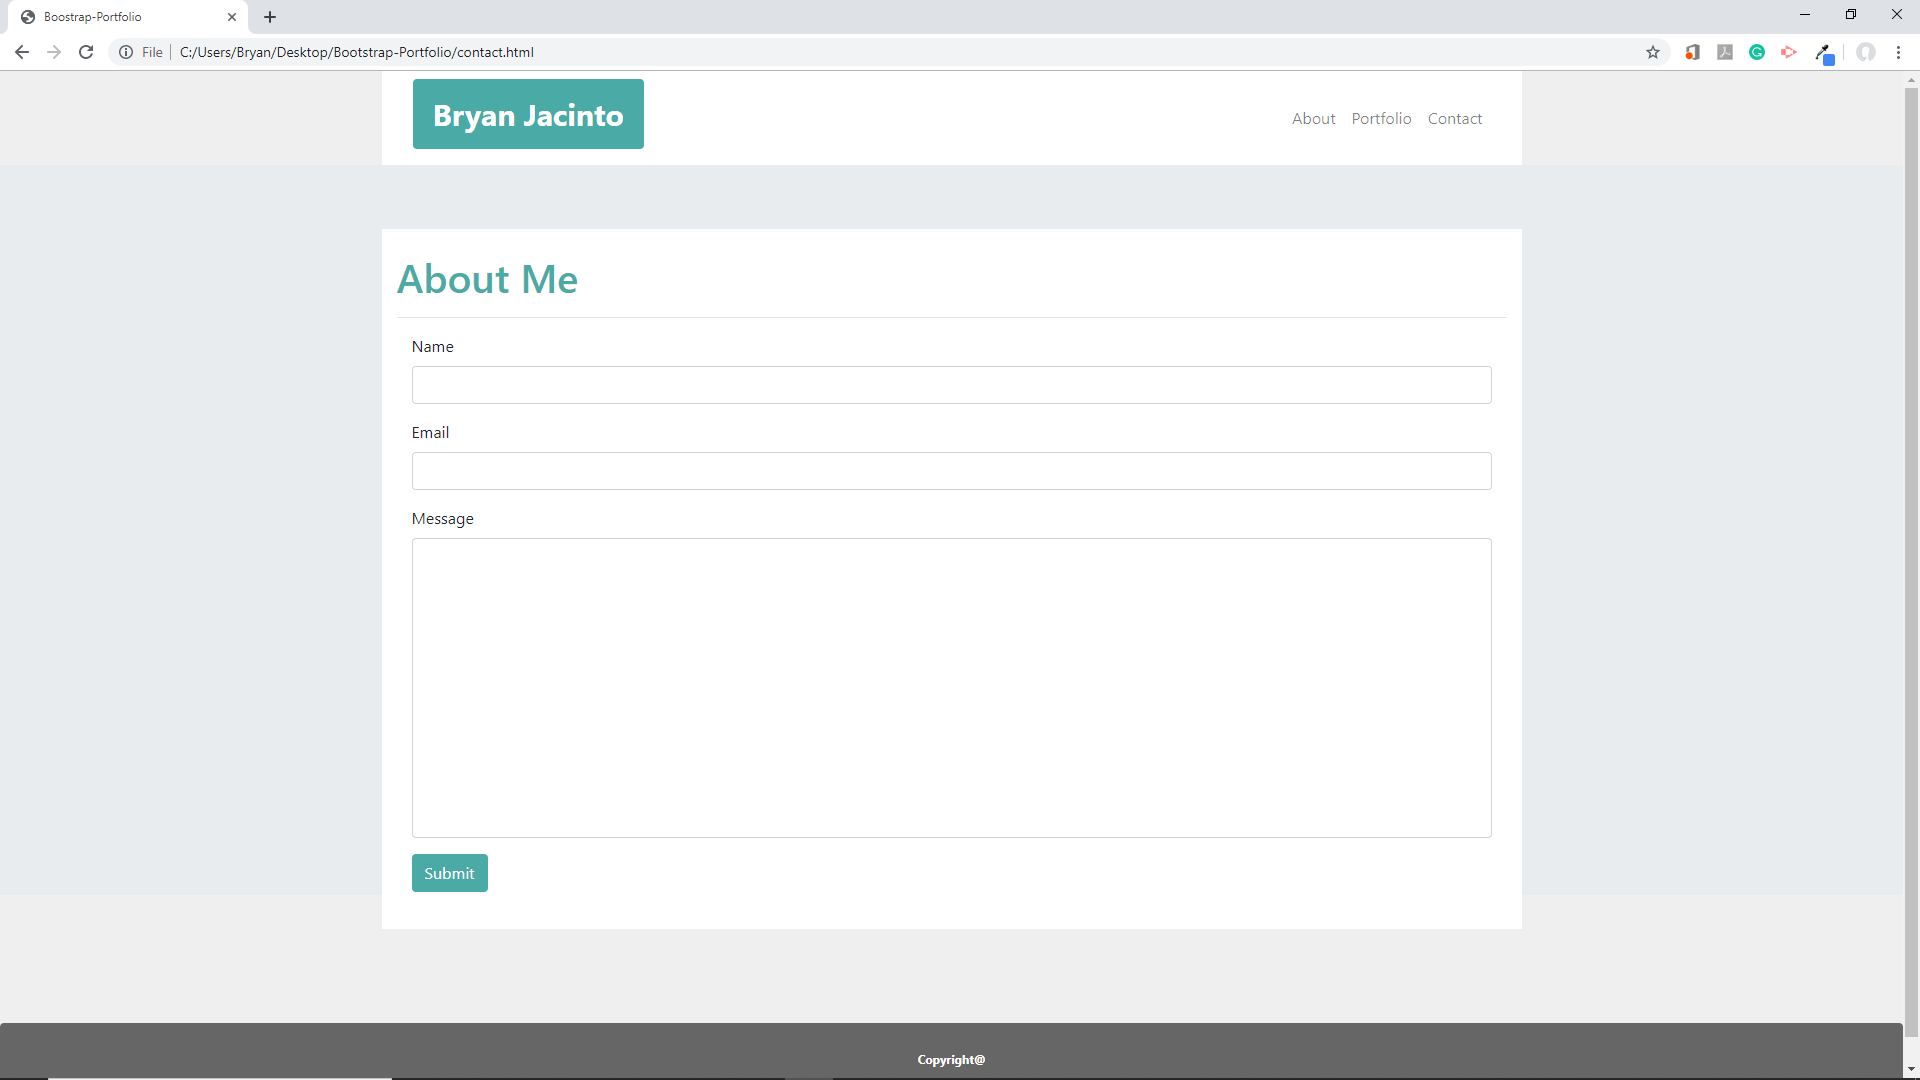 Boostrap-Portfolio
File C:/Users/Bryan/Desktop/Bootstrap-Portfolio/contact.html
Bryan Jacinto
About Portfolio Contact
About Me
Name
Email
Message
Submit
Copyright@